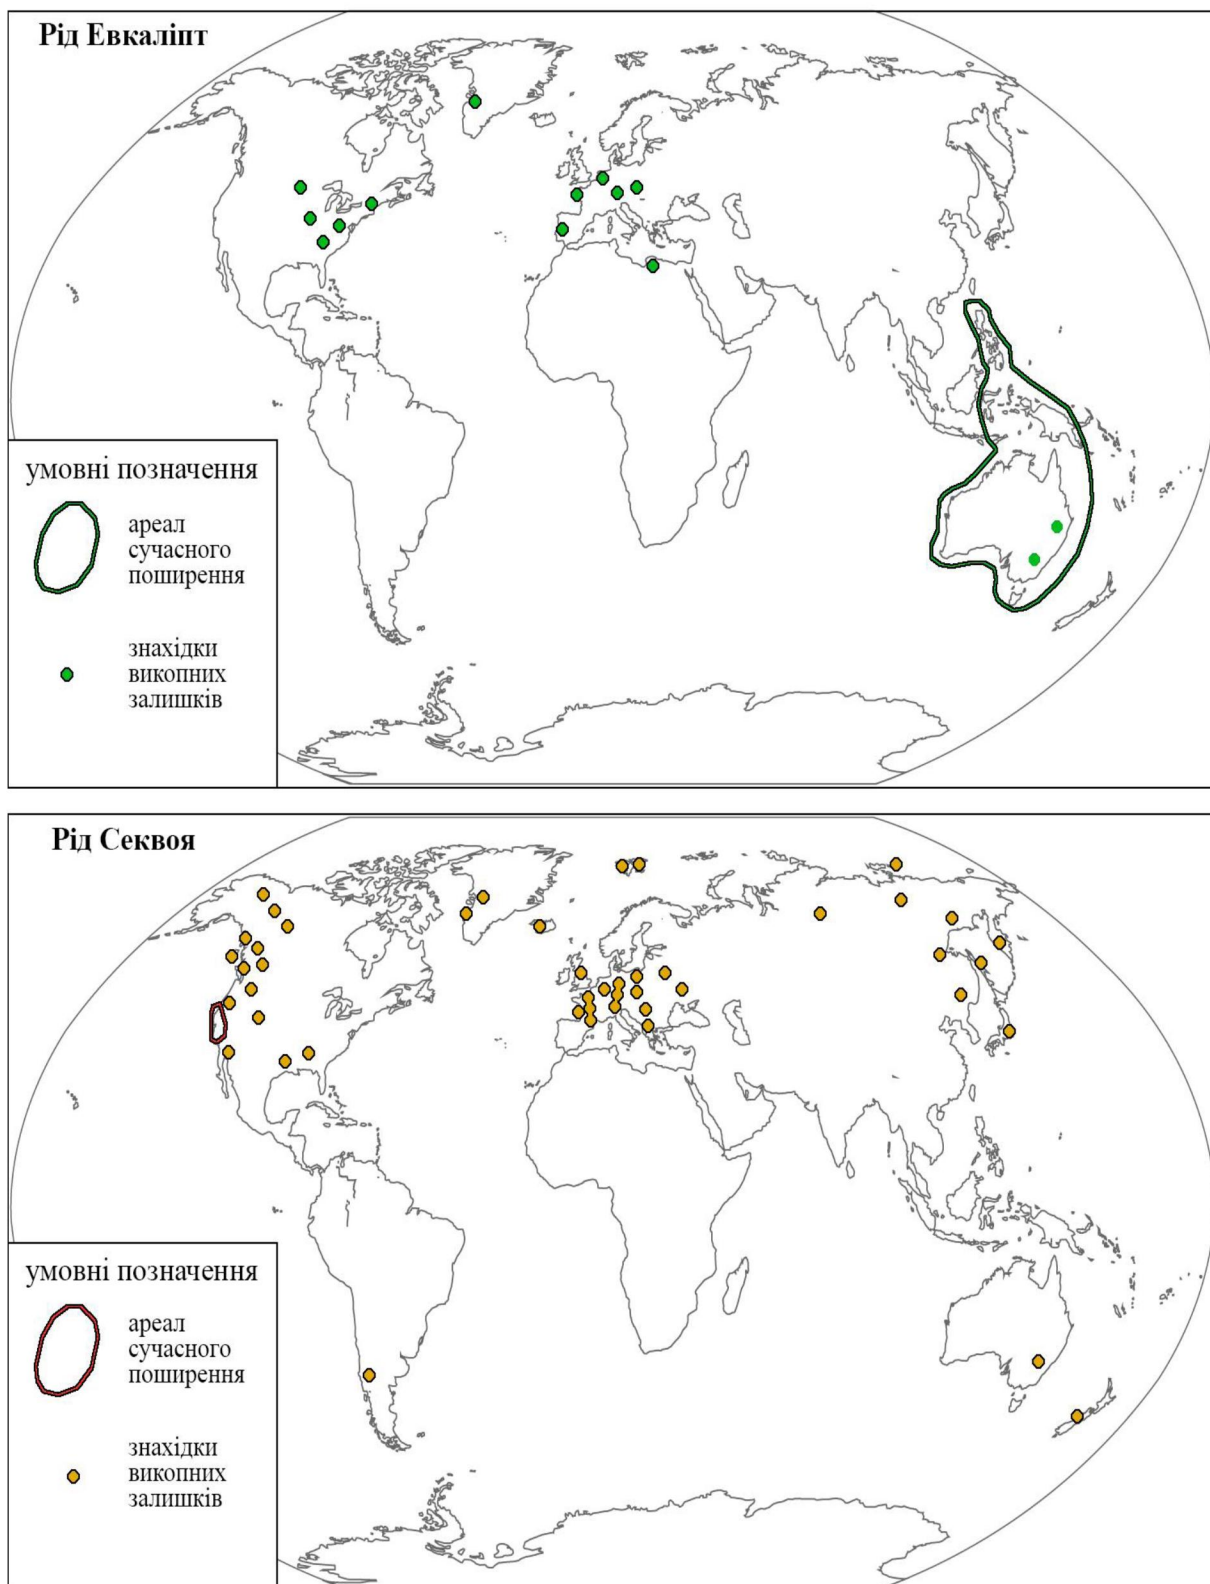 Рід Евкаліпт
умовні позначення
ареал
сучасного
поширення
знахідки
викопних
залишків
Рід Секвоя
умовні позначення
ареал
сучасного
поширення
знахідки
викопних
залишків